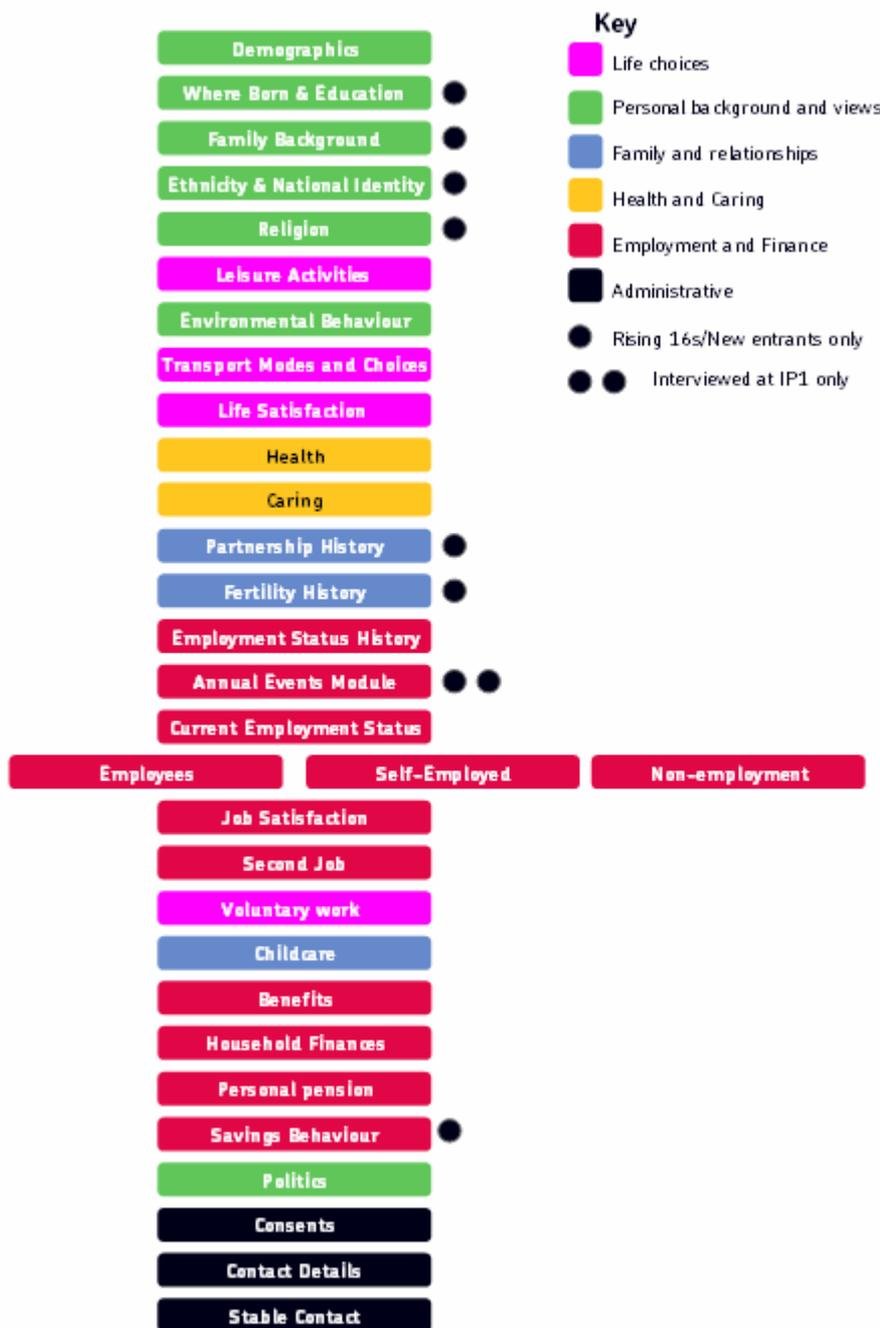 Key
Life choices
Personal background and views
Family and relationships
Health and Caring
Employment and Finance
Administrative
Rising 16s/New entrants only
Interviewed at IP1 only
Demographics
Where Born & Education
Family Background
Ethnicity & National Identity
Religion
Leisure Activities
Environmental Behaviour
Transport Modes and Choices
Life Satisfaction
Health
Caring
Partnership History
Fertility History
Employment Status History
Annual Events Module
Current Employment Status
Employees Self-Employed Non-employment
Job Satisfaction
Second Job
Voluntary work
Childcare
Benefits
Household Finances
Personal pension
Savings Behaviour
Politics
Consents
Contact Details
Stable Contact